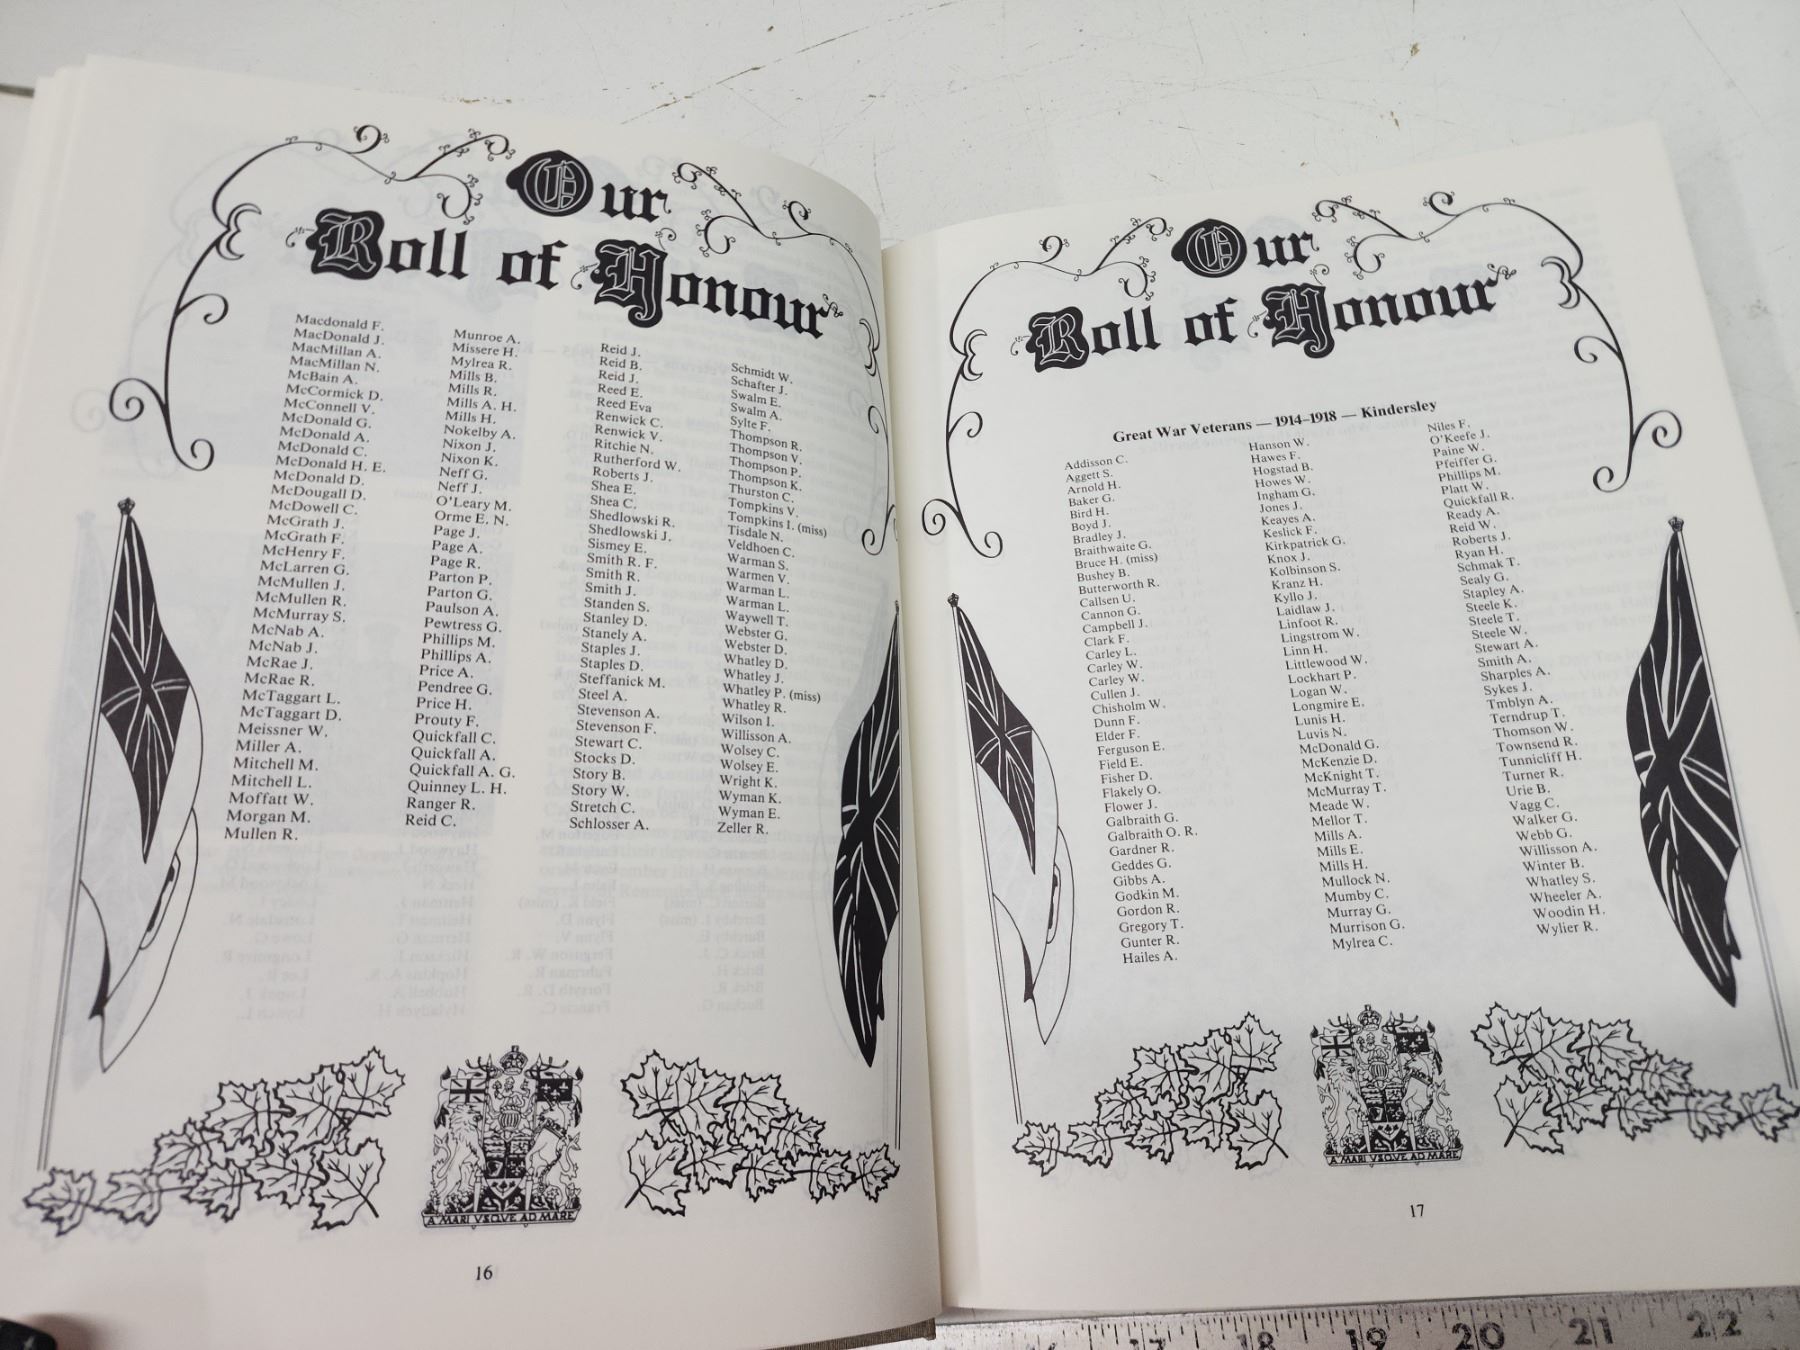 Our
Roll of Honour
Macdonald F.
MacDonald J.
MacMillan A.
MacMillan N.
McBain A.
McCormick D.
McConnell V.
McDonald G.
McDonald A.
McDonald C.
McDonald H. E.
McDonald D.
McDougall D.
McDowell C.
McGrath J.
McGrath F.
McHenry F.
McLarren G.
McMullen J.
McMullen R.
McMurray S.
McNab A.
McNab J.
McRae J.
McRae R.
McTaggart L.
McTaggart D.
Meissner W.
Miller A.
Mitchell M.
Mitchell L.
Moffatt W.
Morgan M.
Mullen R.
Munroe A.
Missere H.
Mylrea R.
Mills B.
Mills R.
Mills A. H.
Mills H.
Nokelby A.
Nixon J.
Nixon K.
Neff G.
Neff J.
O'Leary M.
Orme E. N.
Page J.
Page A.
Page R.
Parton P.
Parton G.
Paulson A.
Pewtress G.
Phillips M.
Phillips A.
Price A.
Pendree G.
Price H.
Prouty F.
Quickfall C.
Quickfall A.
Quickfall A. G.
Quinney L. H.
Ranger R.
Reid C.
Reid J.
Reid B.
Reid J.
Reed E.
Reed Eva
Renwick C.
Renwick V.
Ritchie N.
Rutherford W.
Roberts J.
Shea E.
Shea C.
Shedlowski R.
Shedlowski J.
Sismey E.
Smith R. F.
Smith R.
Smith J.
Standen S.
Stanley D.
Stanely A.
Staples J.
Staples D.
Steffanick M.
Steel A.
Stevenson A.
Stevenson F.
Stewart C.
Stocks D.
Story B.
Story W.
Stretch C.
Schlosser A.
Schmidt W.
Schafter J.
Swalm E.
Swalm A.
Sylte F.
Thompson R.
Thompson V.
Thompson P.
Thompson K.
Thurston C.
Tompkins V.
Tompkins I. (miss)
Tisdale N.
Veldhoen C.
Warman S.
Warmen V.
Warman L.
Warman L.
Waywell T.
Webster G.
Webster D.
Whatley D.
Whatley J.
Whatley P. (miss)
Whatley R.
Wilson I.
Willisson A.
Wolsey C.
Wolsey E.
Wright K.
Wyman K.
Wyman E.
Zeller R.
A MARI VSQVE AD MARE
16
Our
Roll of Honour
Great War Veterans — 1914–1918 — Kindersley
Addisson C.
Aggett S.
Arnold H.
Baker G.
Bird H.
Boyd J.
Bradley J.
Braithwaite G.
Bruce H. (miss)
Bushey B.
Butterworth R.
Callsen U.
Cannon G.
Campbell J.
Clark F.
Carley L.
Carley W.
Carley W.
Cullen J.
Chisholm W.
Dunn F.
Elder F.
Ferguson E.
Field E.
Fisher D.
Flakely O.
Flower J.
Galbraith G.
Galbraith O. R.
Gardner R.
Geddes G.
Gibbs A.
Godkin M.
Gordon R.
Gregory T.
Gunter R.
Hailes A.
Hanson W.
Hawes F.
Hogstad B.
Howes W.
Ingham G.
Jones J.
Keayes A.
Keslick F.
Kirkpatrick G.
Knox J.
Kolbinson S.
Kranz H.
Kyllo J.
Laidlaw J.
Linfoot R.
Lingstrom W.
Linn H.
Littlewood W.
Lockhart P.
Logan W.
Longmire E.
Lunis H.
Luvis N.
McDonald G.
McKenzie D.
McKnight T.
McMurray T.
Meade W.
Mellor T.
Mills A.
Mills E.
Mills H.
Mullock N.
Mumby C.
Murray G.
Murrison G.
Mylrea C.
Niles F.
O'Keefe J.
Paine W.
Pfeiffer G.
Phillips M.
Platt W.
Quickfall R.
Ready A.
Reid W.
Roberts J.
Ryan H.
Schmak T.
Sealy G.
Stapley A.
Steele K.
Steele T.
Steele W.
Stewart A.
Smith A.
Sharples A.
Sykes J.
Tmblyn A.
Terndrup T.
Thomson W.
Townsend R.
Tunnicliff H.
Turner R.
Urie B.
Vagg C.
Walker G.
Webb G.
Willisson A.
Winter B.
Whatley S.
Wheeler A.
Woodin H.
Wylier R.
A MARI VSQVE AD MARE
17
17 18 19 20 21 22